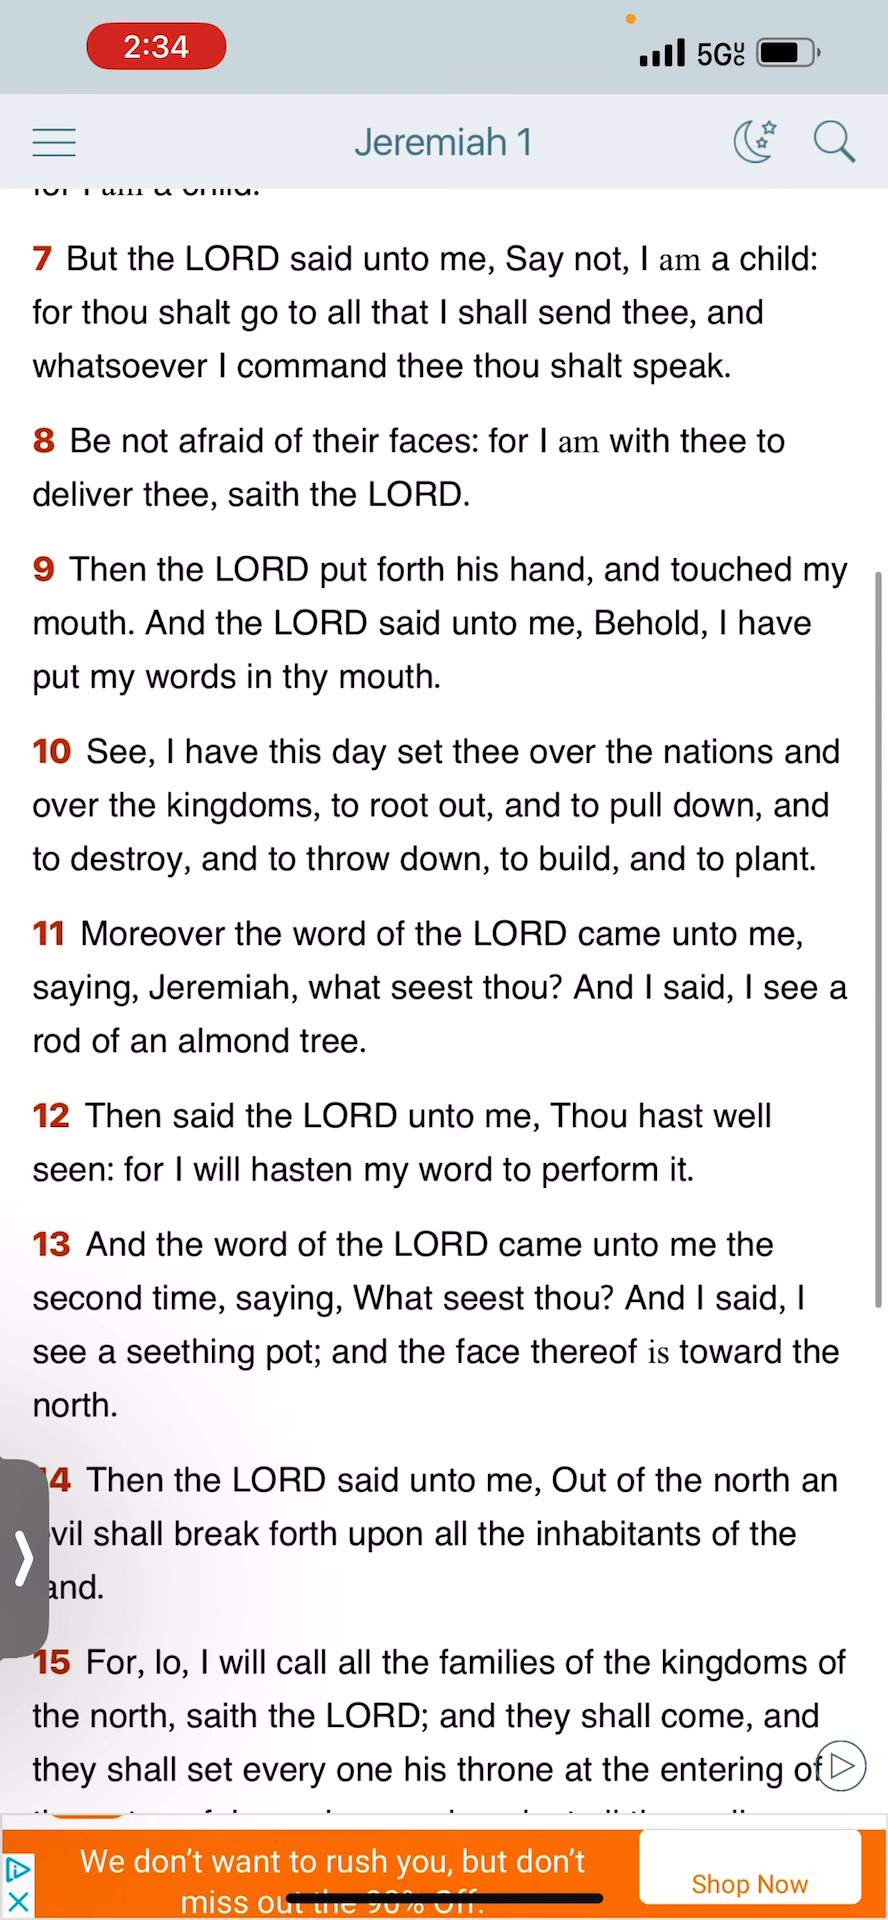 2:34
5G UC
Jeremiah 1
for I am a child.
7 But the LORD said unto me, Say not, I am a child:
for thou shalt go to all that I shall send thee, and
whatsoever I command thee thou shalt speak.
8 Be not afraid of their faces: for I am with thee to
deliver thee, saith the LORD.
9 Then the LORD put forth his hand, and touched my
mouth. And the LORD said unto me, Behold, I have
put my words in thy mouth.
10 See, I have this day set thee over the nations and
over the kingdoms, to root out, and to pull down, and
to destroy, and to throw down, to build, and to plant.
11 Moreover the word of the LORD came unto me,
saying, Jeremiah, what seest thou? And I said, I see a
rod of an almond tree.
12 Then said the LORD unto me, Thou hast well
seen: for I will hasten my word to perform it.
13 And the word of the LORD came unto me the
second time, saying, What seest thou? And I said, I
see a seething pot; and the face thereof is toward the
north.
14 Then the LORD said unto me, Out of the north an
evil shall break forth upon all the inhabitants of the
land.
15 For, lo, I will call all the families of the kingdoms of
the north, saith the LORD; and they shall come, and
they shall set every one his throne at the entering of
We don't want to rush you, but don't
miss out the 90% Off.
Shop Now